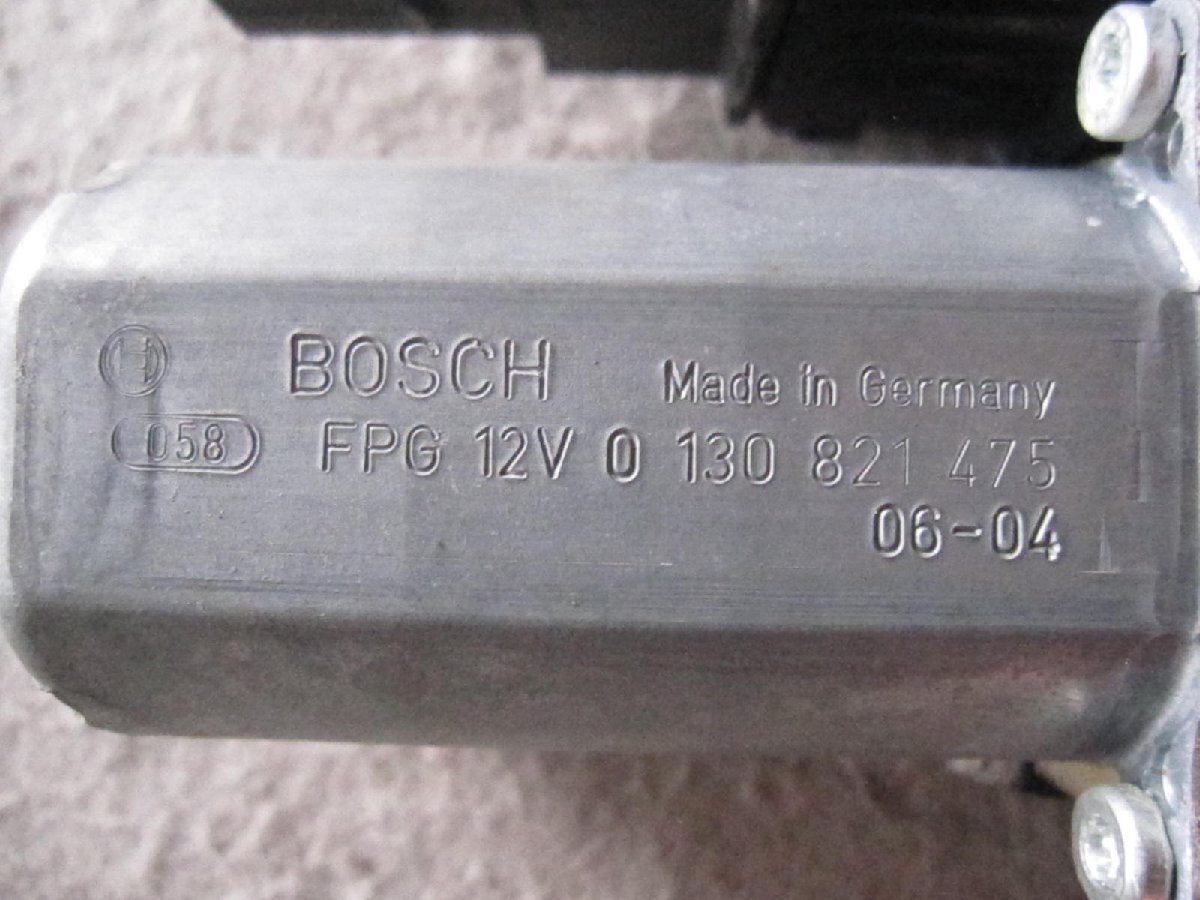 BOSCH Made in Germany
058 FPG 12V 0 130 821 475
06-04